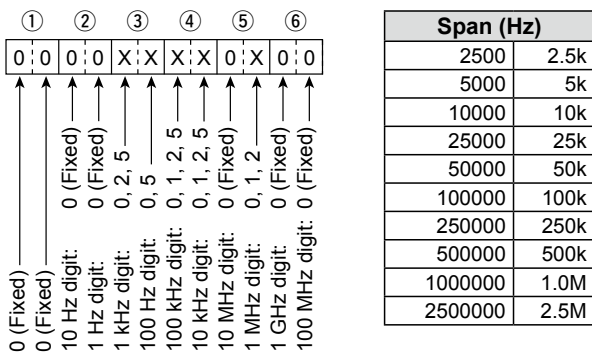 ① ② ③ ④ ⑤ ⑥
0 0 0 0 X X X X 0 X 0 0
0 (Fixed)
0 (Fixed)
10 Hz digit: 0 (Fixed)
1 Hz digit: 0 (Fixed)
1 kHz digit: 0, 2, 5
100 Hz digit: 0, 5
100 kHz digit: 0, 1, 2, 5
10 kHz digit: 0, 1, 2, 5
10 MHz digit: 0 (Fixed)
1 MHz digit: 0, 1, 2
1 GHz digit: 0 (Fixed)
100 MHz digit: 0 (Fixed)
Span (Hz)
2500 2.5k
5000 5k
10000 10k
25000 25k
50000 50k
100000 100k
250000 250k
500000 500k
1000000 1.0M
2500000 2.5M